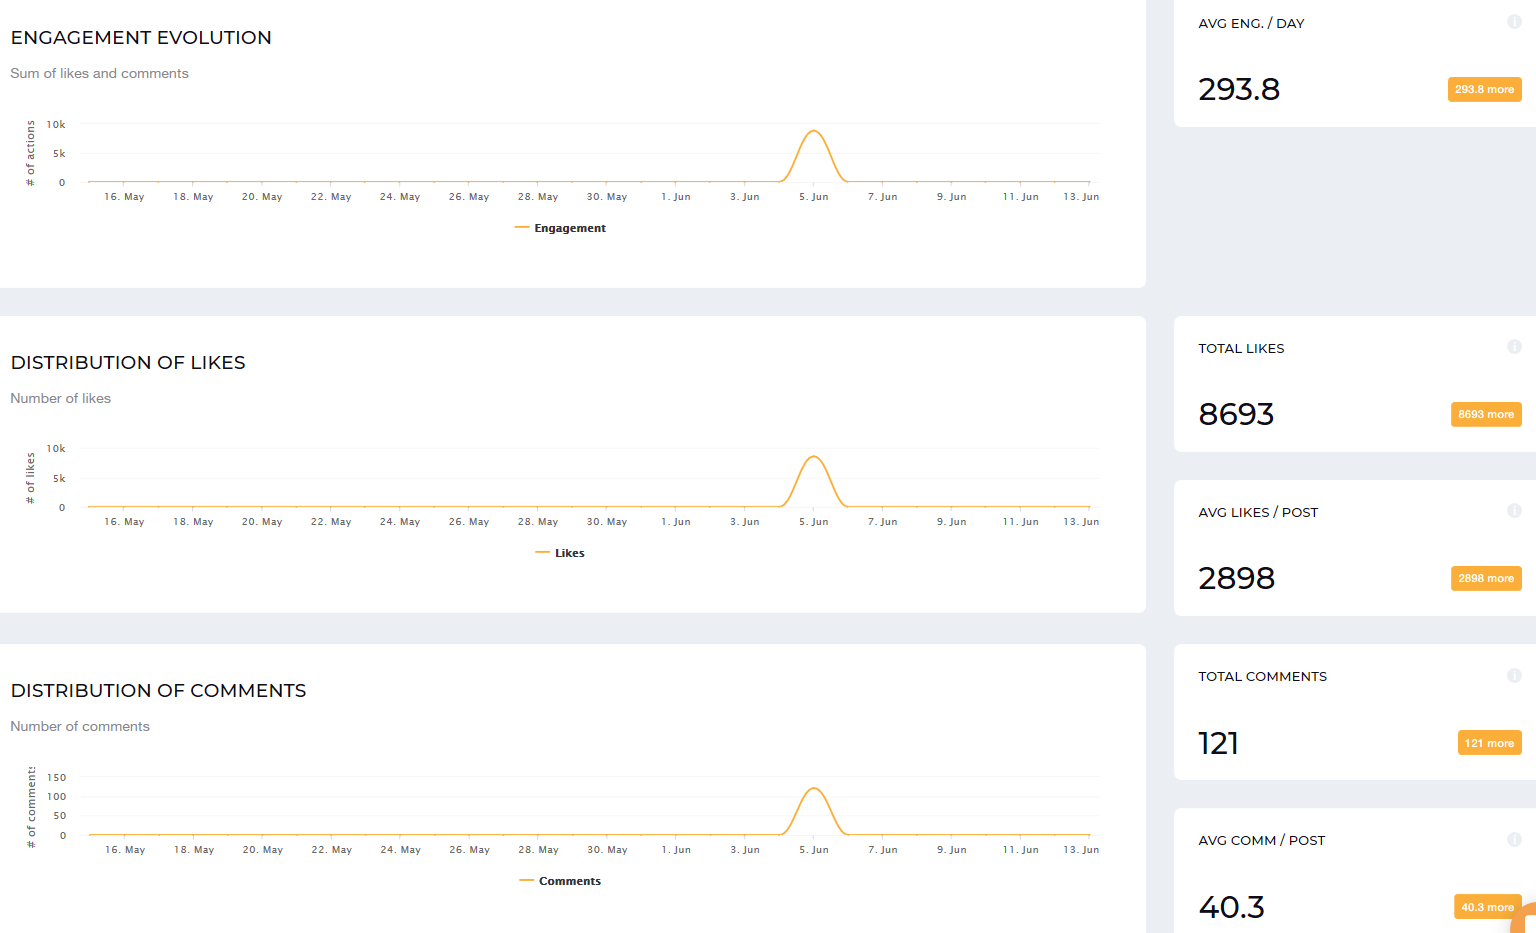 ENGAGEMENT EVOLUTION
Sum of likes and comments
# of actions
10k
5k
0
16. May 18. May 20. May 22. May 24. May 26. May 28. May 30. May 1. Jun 3. Jun 5. Jun 7. Jun 9. Jun 11. Jun 13. Jun
Engagement
AVG ENG. / DAY
293.8 293.8 more
DISTRIBUTION OF LIKES
Number of likes
# of likes
10k
5k
0
16. May 18. May 20. May 22. May 24. May 26. May 28. May 30. May 1. Jun 3. Jun 5. Jun 7. Jun 9. Jun 11. Jun 13. Jun
Likes
TOTAL LIKES
8693 8693 more
AVG LIKES / POST
2898 2898 more
DISTRIBUTION OF COMMENTS
Number of comments
# of comments
150
100
50
0
16. May 18. May 20. May 22. May 24. May 26. May 28. May 30. May 1. Jun 3. Jun 5. Jun 7. Jun 9. Jun 11. Jun 13. Jun
Comments
TOTAL COMMENTS
121 121 more
AVG COMM / POST
40.3 40.3 more